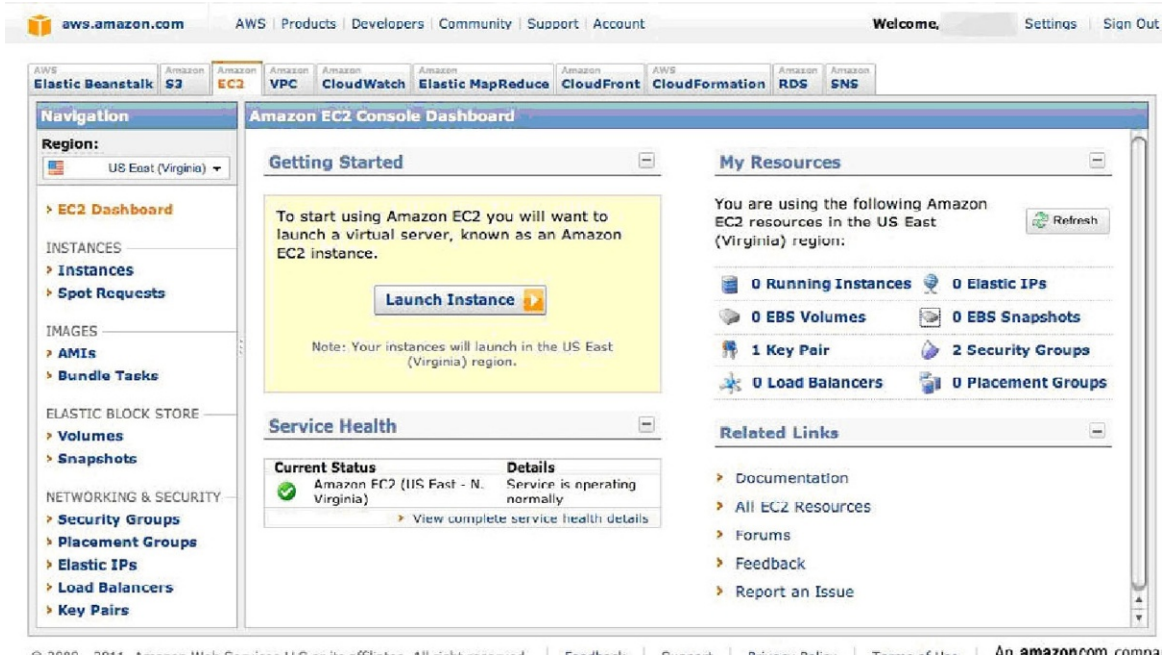 aws.amazon.com AWS | Products | Developers | Community | Support | Account Welcome, Settings | Sign Out
AWS Elastic Beanstalk
Amazon S3
Amazon EC2
Amazon VPC
Amazon CloudWatch
Amazon Elastic MapReduce
Amazon CloudFront
AWS CloudFormation
Amazon RDS
Amazon SNS
Navigation
Region:
US East (Virginia)
EC2 Dashboard
INSTANCES
Instances
Spot Requests
IMAGES
AMIs
Bundle Tasks
ELASTIC BLOCK STORE
Volumes
Snapshots
NETWORKING & SECURITY
Security Groups
Placement Groups
Elastic IPs
Load Balancers
Key Pairs
Amazon EC2 Console Dashboard
Getting Started
To start using Amazon EC2 you will want to
launch a virtual server, known as an Amazon
EC2 instance.
Launch Instance
Note: Your instances will launch in the US East
(Virginia) region.
Service Health
Current Status Details
Amazon EC2 (US East - N. Virginia) Service is operating normally
View complete service health details
My Resources
You are using the following Amazon
EC2 resources in the US East
(Virginia) region:
Refresh
0 Running Instances 0 Elastic IPs
0 EBS Volumes 0 EBS Snapshots
1 Key Pair 2 Security Groups
0 Load Balancers 0 Placement Groups
Related Links
Documentation
All EC2 Resources
Forums
Feedback
Report an Issue
Amazon Web Services LLC or its affiliates. All right reserved. | Feedback | Support | Privacy Policy | Terms of Use | An amazon.com compa